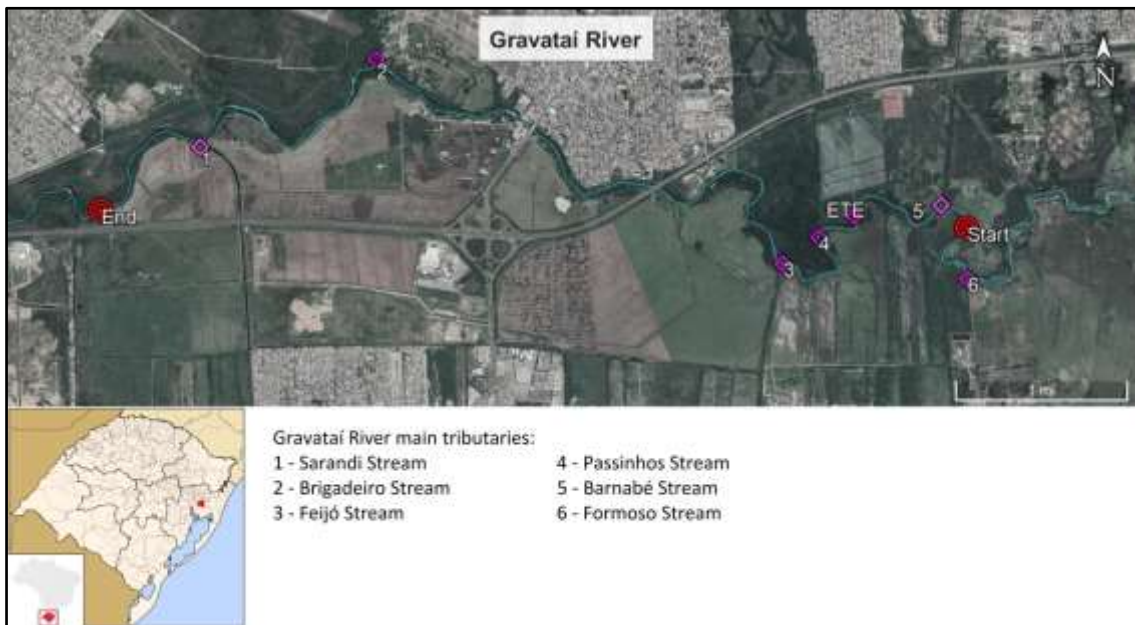 Gravataí River
N
2
1
End
5
ETE
Start
4
3
6
Gravataí River main tributaries:
1 - Sarandi Stream
2 - Brigadeiro Stream
3 - Feijó Stream
4 - Passinhos Stream
5 - Barnabé Stream
6 - Formoso Stream